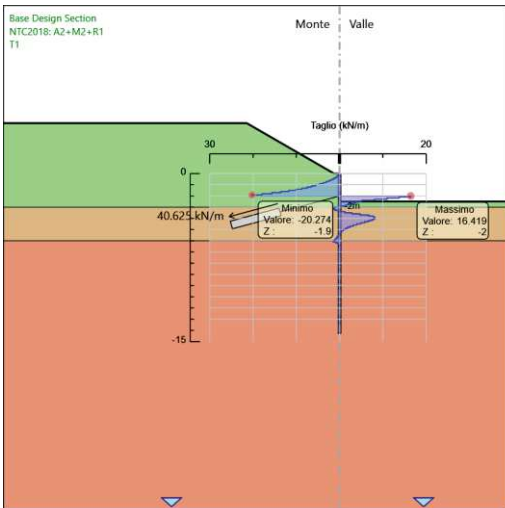 Base Design Section
NTC2018: A2+M2+R1
T1
Monte
Valle
Taglio (kN/m)
30
20
0
40.625 kN/m
-2m
Minimo
Valore: -20.274
Z : -1.9
Massimo
Valore: 16.419
Z : -2
-15